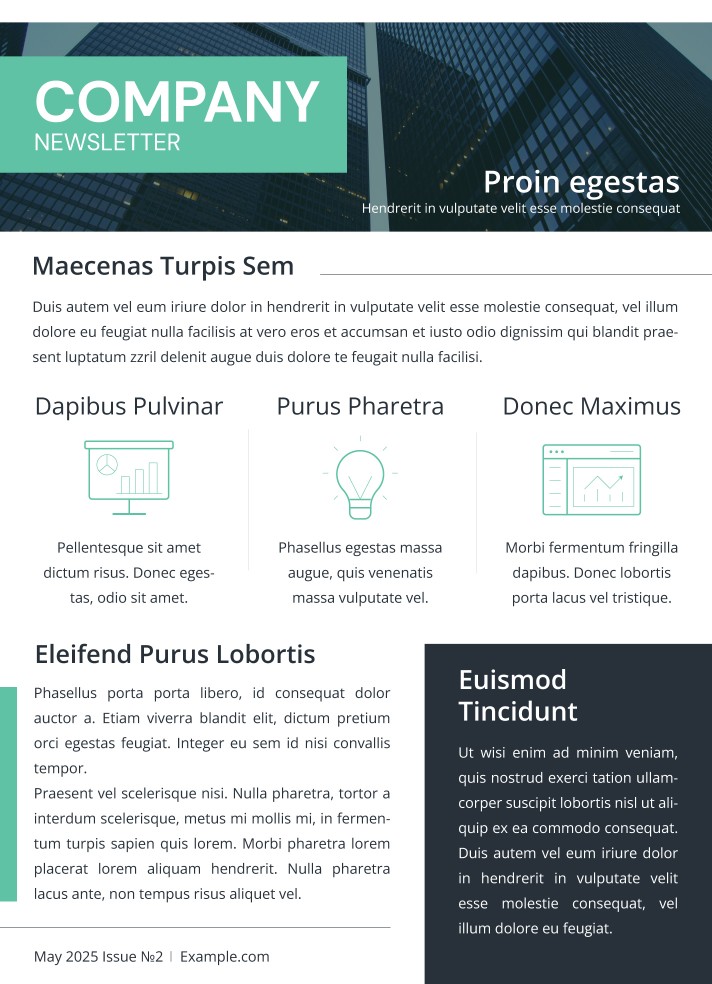 COMPANY
NEWSLETTER
Proin egestas
Hendrerit in vulputate velit esse molestie consequat
Maecenas Turpis Sem
Duis autem vel eum iriure dolor in hendrerit in vulputate velit esse molestie consequat, vel illum
dolore eu feugiat nulla facilisis at vero eros et accumsan et iusto odio dignissim qui blandit prae-
sent luptatum zzril delenit augue duis dolore te feugait nulla facilisi.
Dapibus Pulvinar
Pellentesque sit amet
dictum risus. Donec eges-
tas, odio sit amet.
Purus Pharetra
Phasellus egestas massa
augue, quis venenatis
massa vulputate vel.
Donec Maximus
Morbi fermentum fringilla
dapibus. Donec lobortis
porta lacus vel tristique.
Eleifend Purus Lobortis
Phasellus porta porta libero, id consequat dolor
auctor a. Etiam viverra blandit elit, dictum pretium
orci egestas feugiat. Integer eu sem id nisi convallis
tempor.
Praesent vel scelerisque nisi. Nulla pharetra, tortor a
interdum scelerisque, metus mi mollis mi, in fermen-
tum turpis sapien quis lorem. Morbi pharetra lorem
placerat lorem aliquam hendrerit. Nulla pharetra
lacus ante, non tempus risus aliquet vel.
Euismod
Tincidunt
Ut wisi enim ad minim veniam,
quis nostrud exerci tation ullam-
corper suscipit lobortis nisl ut ali-
quip ex ea commodo consequat.
Duis autem vel eum iriure dolor
in hendrerit in vulputate velit
esse molestie consequat, vel
illum dolore eu feugiat.
May 2025 Issue №2 | Example.com